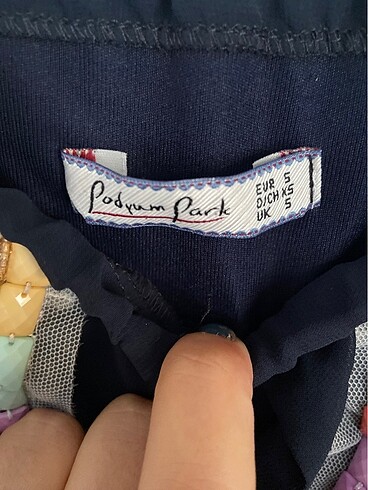 Podyum Park
EUR S
D/CH XS
UK S